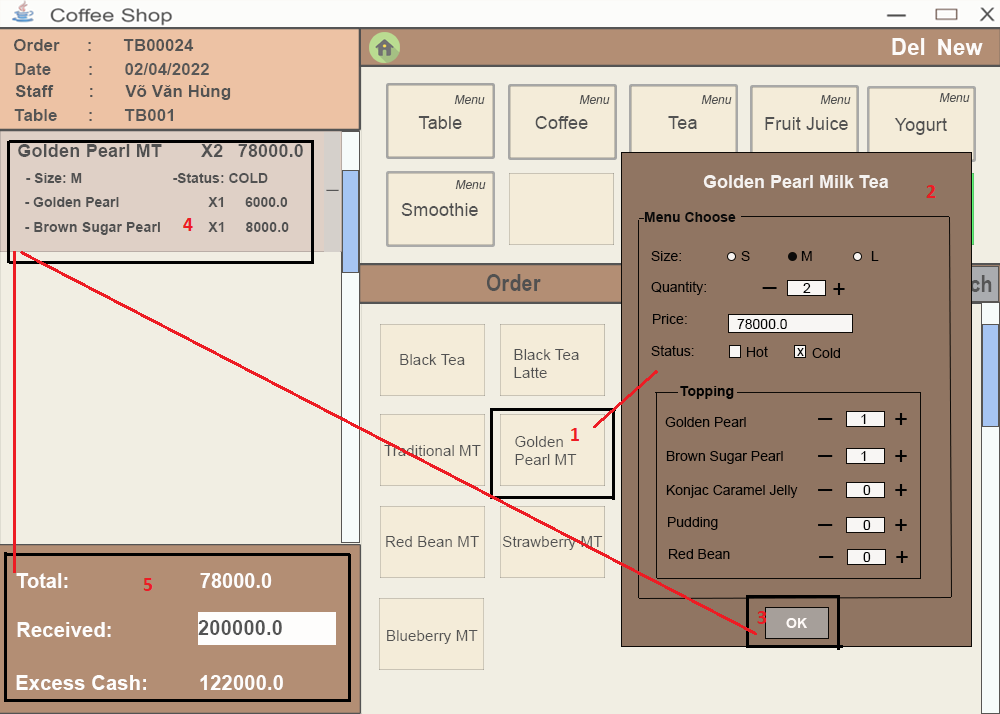 Coffee Shop
Order : TB00024
Date : 02/04/2022
Staff : Võ Văn Hùng
Table : TB001
Del New
Menu
Table
Menu
Coffee
Menu
Tea
Menu
Fruit Juice
Menu
Yogurt
Menu
Smoothie
Golden Pearl MT X2 78000.0
- Size: M -Status: COLD
- Golden Pearl X1 6000.0
- Brown Sugar Pearl 4 X1 8000.0
Order
ch
Black Tea
Black Tea
Latte
Traditional MT
Golden
Pearl MT
1
Red Bean MT
Strawberry MT
Blueberry MT
Golden Pearl Milk Tea
2
Menu Choose
Size: S M L
Quantity: — 2 +
Price: 78000.0
Status: Hot x Cold
Topping
Golden Pearl — 1 +
Brown Sugar Pearl — 1 +
Konjac Caramel Jelly — 0 +
Pudding — 0 +
Red Bean — 0 +
3 OK
Total: 5 78000.0
Received: 200000.0
Excess Cash: 122000.0